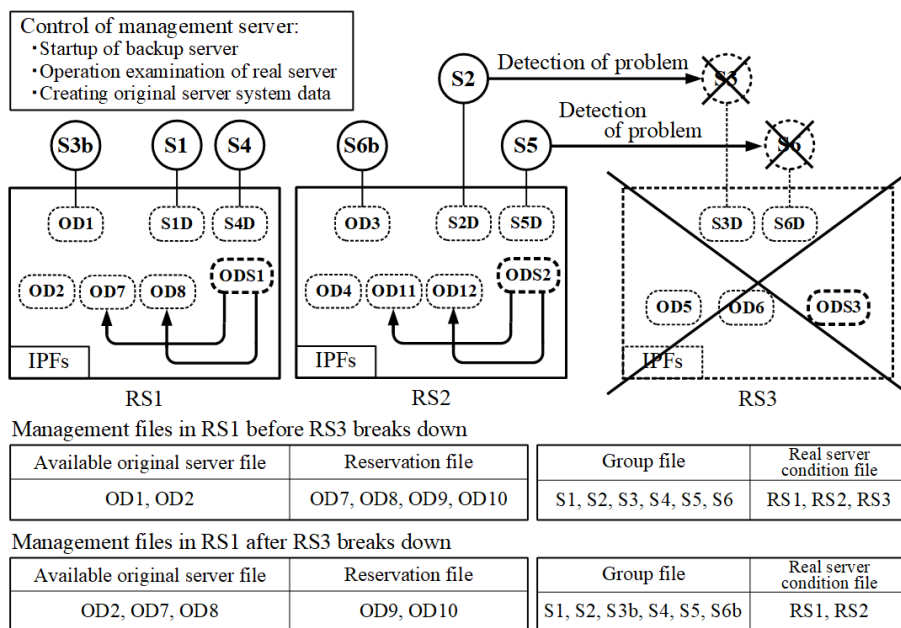 Control of management server:
・Startup of backup server
・Operation examination of real server
・Creating original server system data
S2 Detection of problem S3
S3b S1 S4 S6b S5 Detection of problem S6
OD1 S1D S4D OD3 S2D S5D S3D S6D
ODS1 ODS2
OD2 OD7 OD8 OD4 OD11 OD12 OD5 OD6 ODS3
IPFs IPFs IPFs
RS1 RS2 RS3
Management files in RS1 before RS3 breaks down
Available original server file Reservation file Group file Real server condition file
OD1, OD2 OD7, OD8, OD9, OD10 S1, S2, S3, S4, S5, S6 RS1, RS2, RS3
Management files in RS1 after RS3 breaks down
Available original server file Reservation file Group file Real server condition file
OD2, OD7, OD8 OD9, OD10 S1, S2, S3b, S4, S5, S6b RS1, RS2